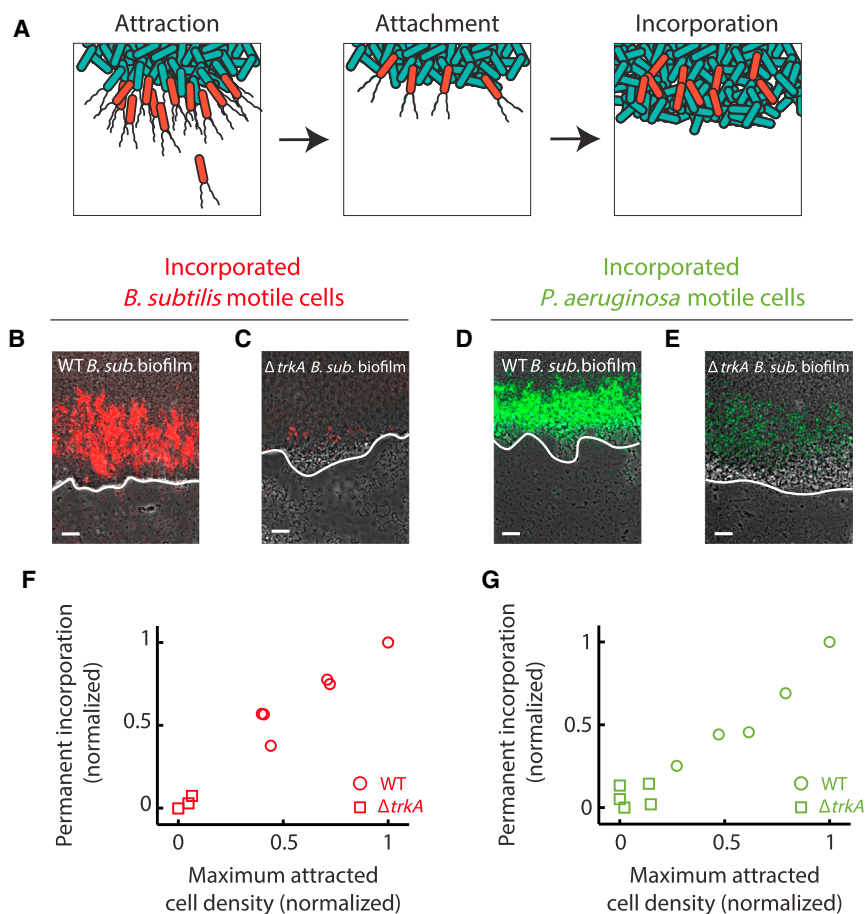 A
Attraction
Attachment
Incorporation
Incorporated
B. subtilis motile cells
Incorporated
P. aeruginosa motile cells
B
WT B. sub. biofilm
C
Δ trkA B. sub. biofilm
D
WT B. sub. biofilm
E
Δ trkA B. sub. biofilm
F
Permanent incorporation
(normalized)
1
0.5
0
0
0.5
1
WT
ΔtrkA
Maximum attracted
cell density (normalized)
G
Permanent incorporation
(normalized)
1
0.5
0
0
0.5
1
WT
ΔtrkA
Maximum attracted
cell density (normalized)